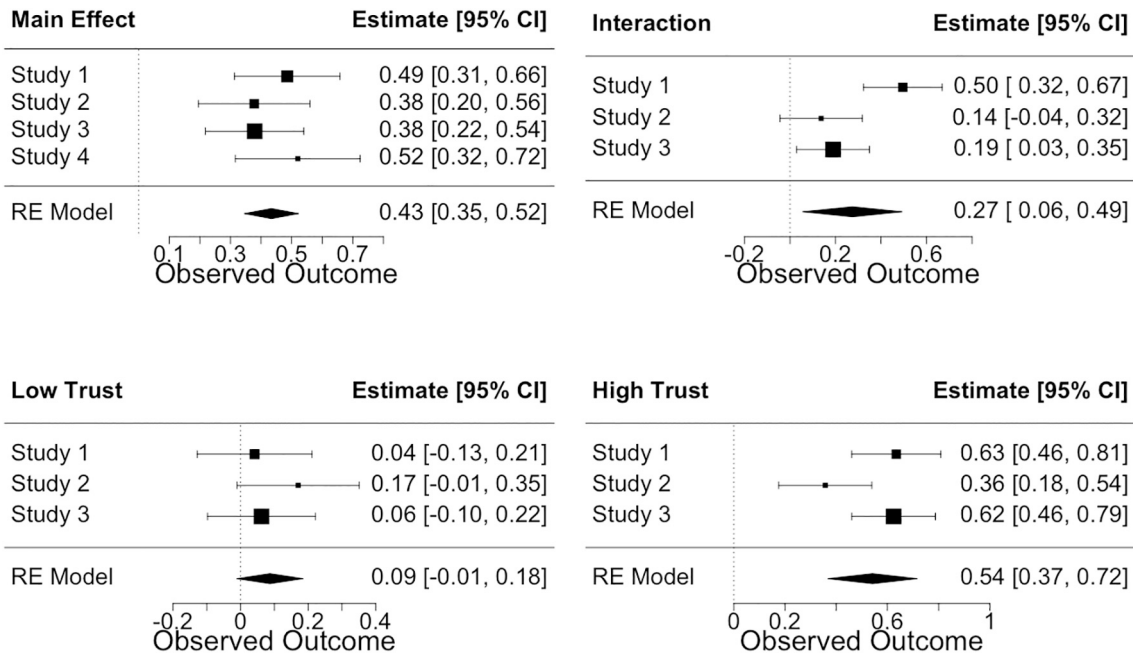 Main Effect Estimate [95% CI]
Study 1 0.49 [0.31, 0.66]
Study 2 0.38 [0.20, 0.56]
Study 3 0.38 [0.22, 0.54]
Study 4 0.52 [0.32, 0.72]
RE Model 0.43 [0.35, 0.52]
0.1 0.3 0.5 0.7
Observed Outcome
Interaction Estimate [95% CI]
Study 1 0.50 [ 0.32, 0.67]
Study 2 0.14 [-0.04, 0.32]
Study 3 0.19 [ 0.03, 0.35]
RE Model 0.27 [ 0.06, 0.49]
-0.2 0.2 0.6
Observed Outcome
Low Trust Estimate [95% CI]
Study 1 0.04 [-0.13, 0.21]
Study 2 0.17 [-0.01, 0.35]
Study 3 0.06 [-0.10, 0.22]
RE Model 0.09 [-0.01, 0.18]
-0.2 0 0.2 0.4
Observed Outcome
High Trust Estimate [95% CI]
Study 1 0.63 [0.46, 0.81]
Study 2 0.36 [0.18, 0.54]
Study 3 0.62 [0.46, 0.79]
RE Model 0.54 [0.37, 0.72]
0 0.2 0.6 1
Observed Outcome